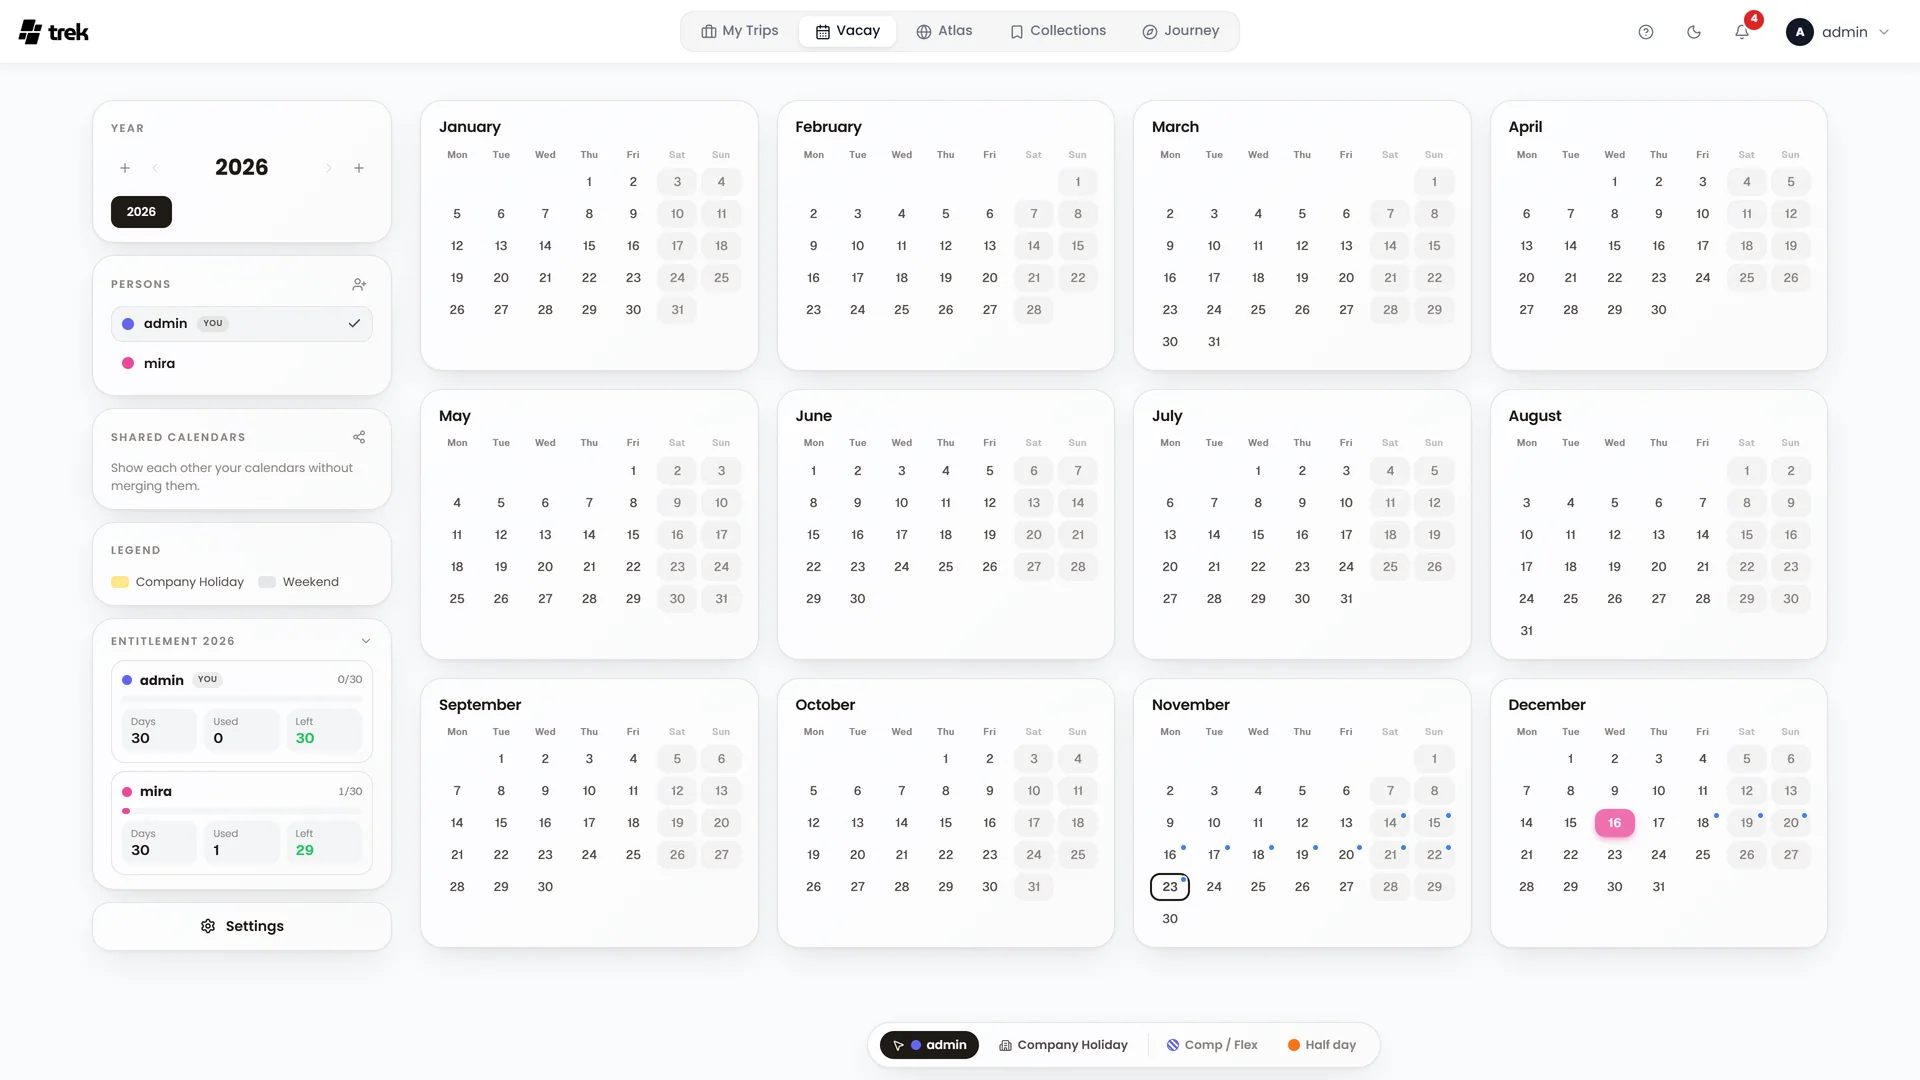 trek
My Trips
Vacay
Atlas
Collections
Journey
4
A
admin
YEAR
2026
2026
PERSONS
admin YOU
mira
SHARED CALENDARS
Show each other your calendars without
merging them.
LEGEND
Company Holiday
Weekend
ENTITLEMENT 2026
admin YOU 0/30
Days Used Left
30 0 30
mira 1/30
Days Used Left
30 1 29
Settings
January
Mon Tue Wed Thu Fri Sat Sun
1 2 3 4
5 6 7 8 9 10 11
12 13 14 15 16 17 18
19 20 21 22 23 24 25
26 27 28 29 30 31
February
Mon Tue Wed Thu Fri Sat Sun
1
2 3 4 5 6 7 8
9 10 11 12 13 14 15
16 17 18 19 20 21 22
23 24 25 26 27 28
March
Mon Tue Wed Thu Fri Sat Sun
1
2 3 4 5 6 7 8
9 10 11 12 13 14 15
16 17 18 19 20 21 22
23 24 25 26 27 28 29
30 31
April
Mon Tue Wed Thu Fri Sat Sun
1 2 3 4 5
6 7 8 9 10 11 12
13 14 15 16 17 18 19
20 21 22 23 24 25 26
27 28 29 30
May
Mon Tue Wed Thu Fri Sat Sun
1 2 3
4 5 6 7 8 9 10
11 12 13 14 15 16 17
18 19 20 21 22 23 24
25 26 27 28 29 30 31
June
Mon Tue Wed Thu Fri Sat Sun
1 2 3 4 5 6 7
8 9 10 11 12 13 14
15 16 17 18 19 20 21
22 23 24 25 26 27 28
29 30
July
Mon Tue Wed Thu Fri Sat Sun
1 2 3 4 5
6 7 8 9 10 11 12
13 14 15 16 17 18 19
20 21 22 23 24 25 26
27 28 29 30 31
August
Mon Tue Wed Thu Fri Sat Sun
1 2
3 4 5 6 7 8 9
10 11 12 13 14 15 16
17 18 19 20 21 22 23
24 25 26 27 28 29 30
31
September
Mon Tue Wed Thu Fri Sat Sun
1 2 3 4 5 6
7 8 9 10 11 12 13
14 15 16 17 18 19 20
21 22 23 24 25 26 27
28 29 30
October
Mon Tue Wed Thu Fri Sat Sun
1 2 3 4
5 6 7 8 9 10 11
12 13 14 15 16 17 18
19 20 21 22 23 24 25
26 27 28 29 30 31
November
Mon Tue Wed Thu Fri Sat Sun
1
2 3 4 5 6 7 8
9 10 11 12 13 14 15
16 17 18 19 20 21 22
23 24 25 26 27 28 29
30
December
Mon Tue Wed Thu Fri Sat Sun
1 2 3 4 5 6
7 8 9 10 11 12 13
14 15 16 17 18 19 20
21 22 23 24 25 26 27
28 29 30 31
admin
Company Holiday
Comp / Flex
Half day